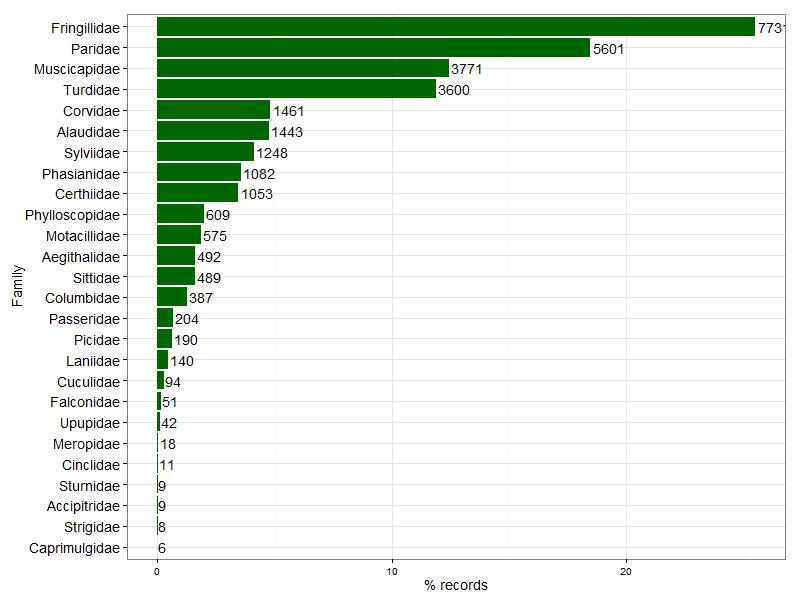 Fringillidae 7731
Paridae 5601
Muscicapidae 3771
Turdidae 3600
Corvidae 1461
Alaudidae 1443
Sylviidae 1248
Phasianidae 1082
Certhiidae 1053
Phylloscopidae 609
Motacillidae 575
Aegithalidae 492
Sittidae 489
Columbidae 387
Passeridae 204
Picidae 190
Laniidae 140
Cuculidae 94
Falconidae 51
Upupidae 42
Meropidae 18
Cinclidae 11
Sturnidae 9
Accipitridae 9
Strigidae 8
Caprimulgidae 6
Family
0 10 20
% records